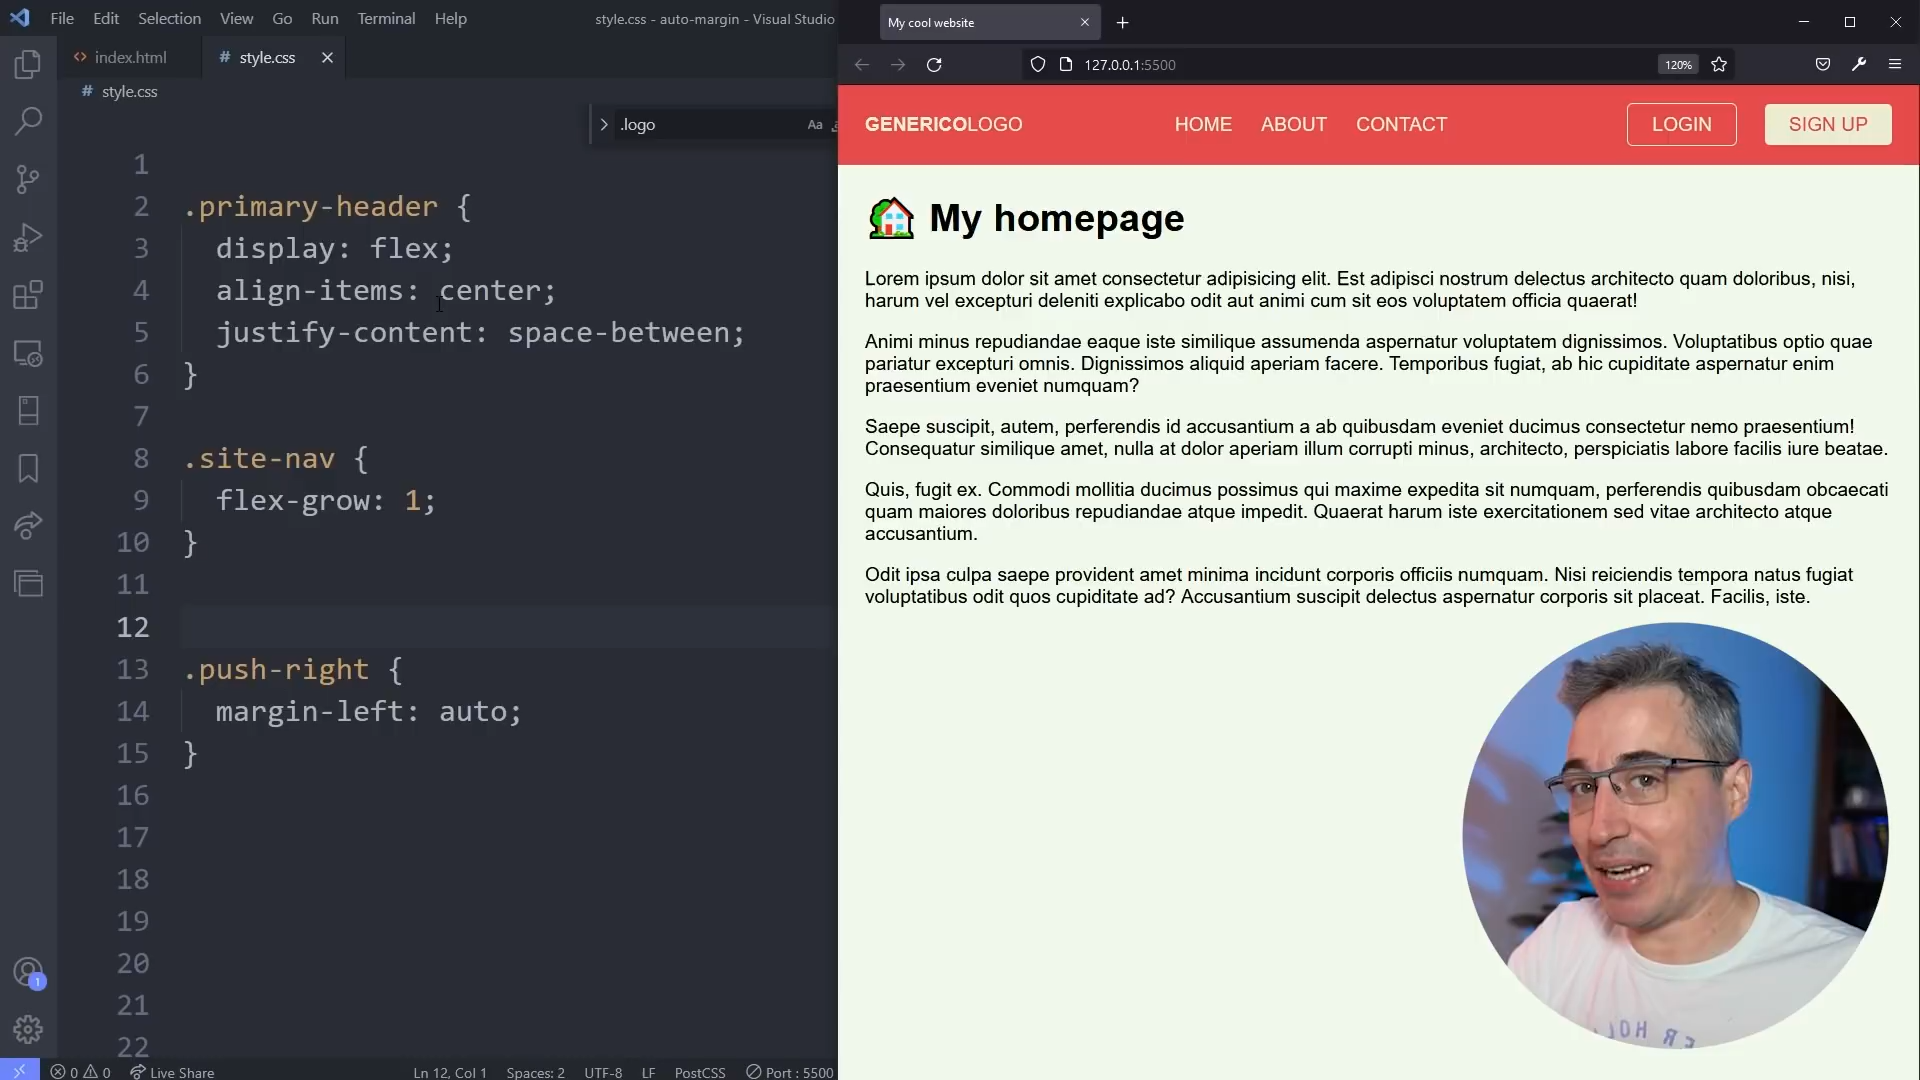 File Edit Selection View Go Run Terminal Help
style.css - auto-margin - Visual Studio
index.html
# style.css
# style.css
.logo
Aa
1
2 .primary-header {
3 display: flex;
4 align-items: center;
5 justify-content: space-between;
6 }
7
8 .site-nav {
9 flex-grow: 1;
10 }
11
12
13 .push-right {
14 margin-left: auto;
15 }
16
17
18
19
20
21
22
1
0 0 Live Share
Ln 12, Col 1 Spaces: 2 UTF-8 LF PostCSS Port : 5500
My cool website
127.0.0.1:5500
120%
GENERICOLOGO HOME ABOUT CONTACT LOGIN SIGN UP
My homepage
Lorem ipsum dolor sit amet consectetur adipisicing elit. Est adipisci nostrum delectus architecto quam doloribus, nisi,
harum vel excepturi deleniti explicabo odit aut animi cum sit eos voluptatem officia quaerat!
Animi minus repudiandae eaque iste similique assumenda aspernatur voluptatem dignissimos. Voluptatibus optio quae
pariatur excepturi omnis. Dignissimos aliquid aperiam facere. Temporibus fugiat, ab hic cupiditate aspernatur enim
praesentium eveniet numquam?
Saepe suscipit, autem, perferendis id accusantium a ab quibusdam eveniet ducimus consectetur nemo praesentium!
Consequatur similique amet, nulla at dolor aperiam illum corrupti minus, architecto, perspiciatis labore facilis iure beatae.
Quis, fugit ex. Commodi mollitia ducimus possimus qui maxime expedita sit numquam, perferendis quibusdam obcaecati
quam maiores doloribus repudiandae atque impedit. Quaerat harum iste exercitationem sed vitae architecto atque
accusantium.
Odit ipsa culpa saepe provident amet minima incidunt corporis officiis numquam. Nisi reiciendis tempora natus fugiat
voluptatibus odit quos cupiditate ad? Accusantium suscipit delectus aspernatur corporis sit placeat. Facilis, iste.